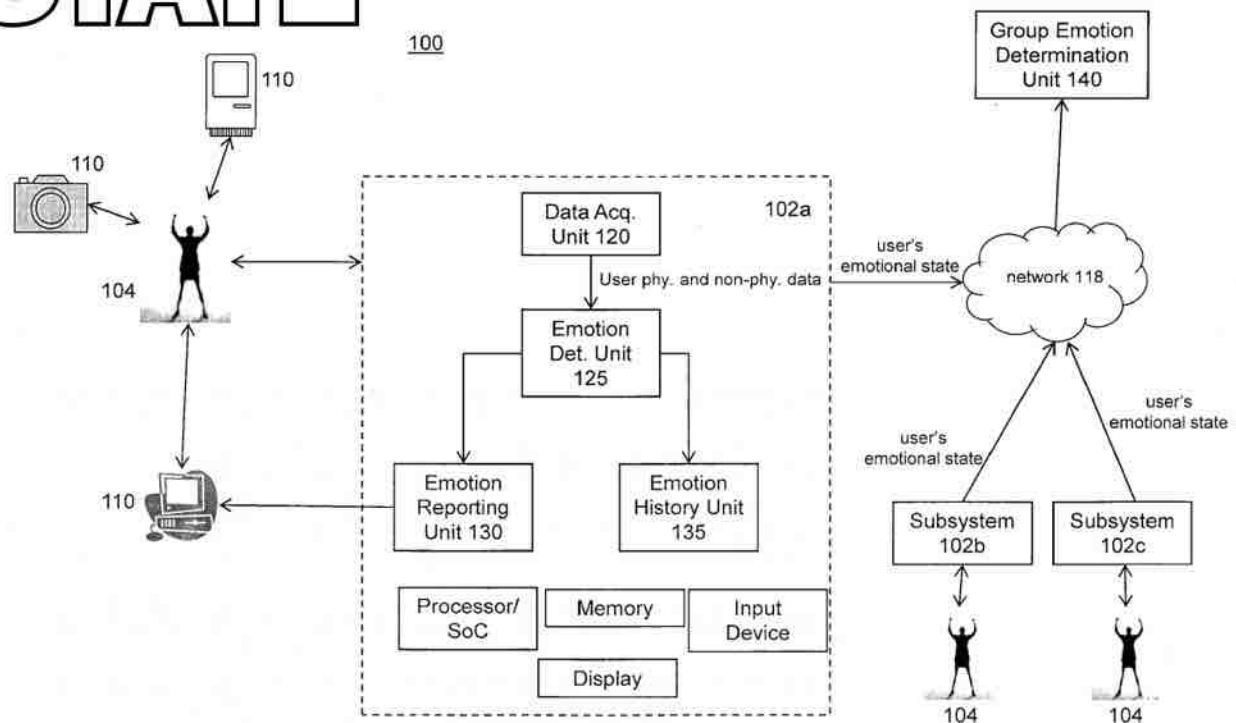 100
110
110
104
110
102a
Data Acq.
Unit 120
User phy. and non-phy. data
Emotion
Det. Unit
125
Emotion
Reporting
Unit 130
Emotion
History Unit
135
Processor/
SoC
Memory
Input
Device
Display
Group Emotion
Determination
Unit 140
user's
emotional state
network 118
user's
emotional state
user's
emotional state
Subsystem
102b
Subsystem
102c
104
104